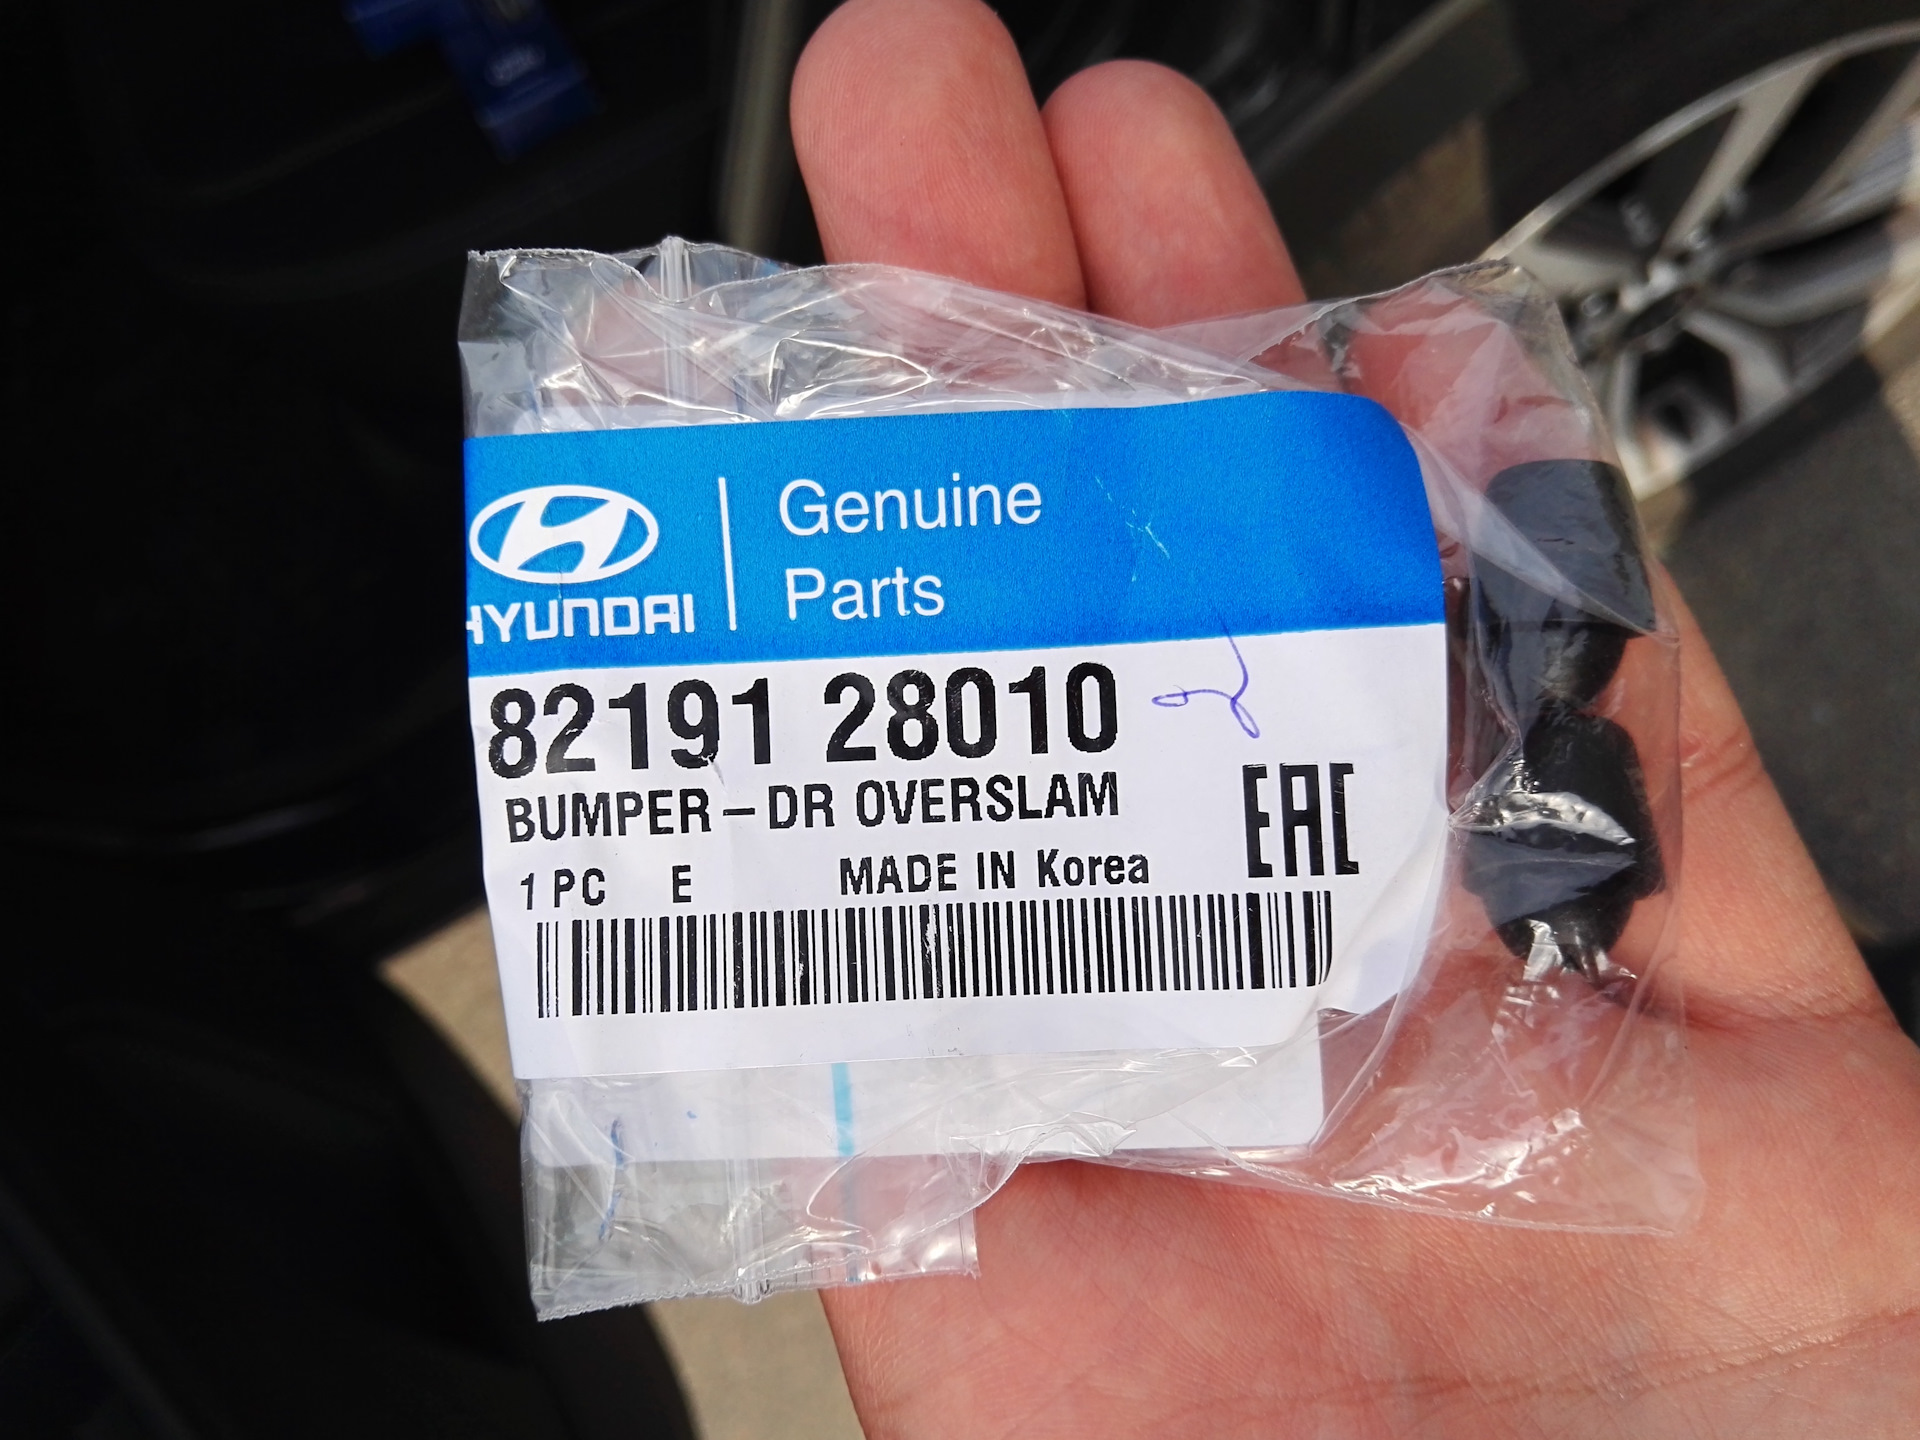 Genuine
Parts
HYUNDAI
82191 28010
BUMPER-DR OVERSLAM
1 PC E MADE IN Korea
EAC